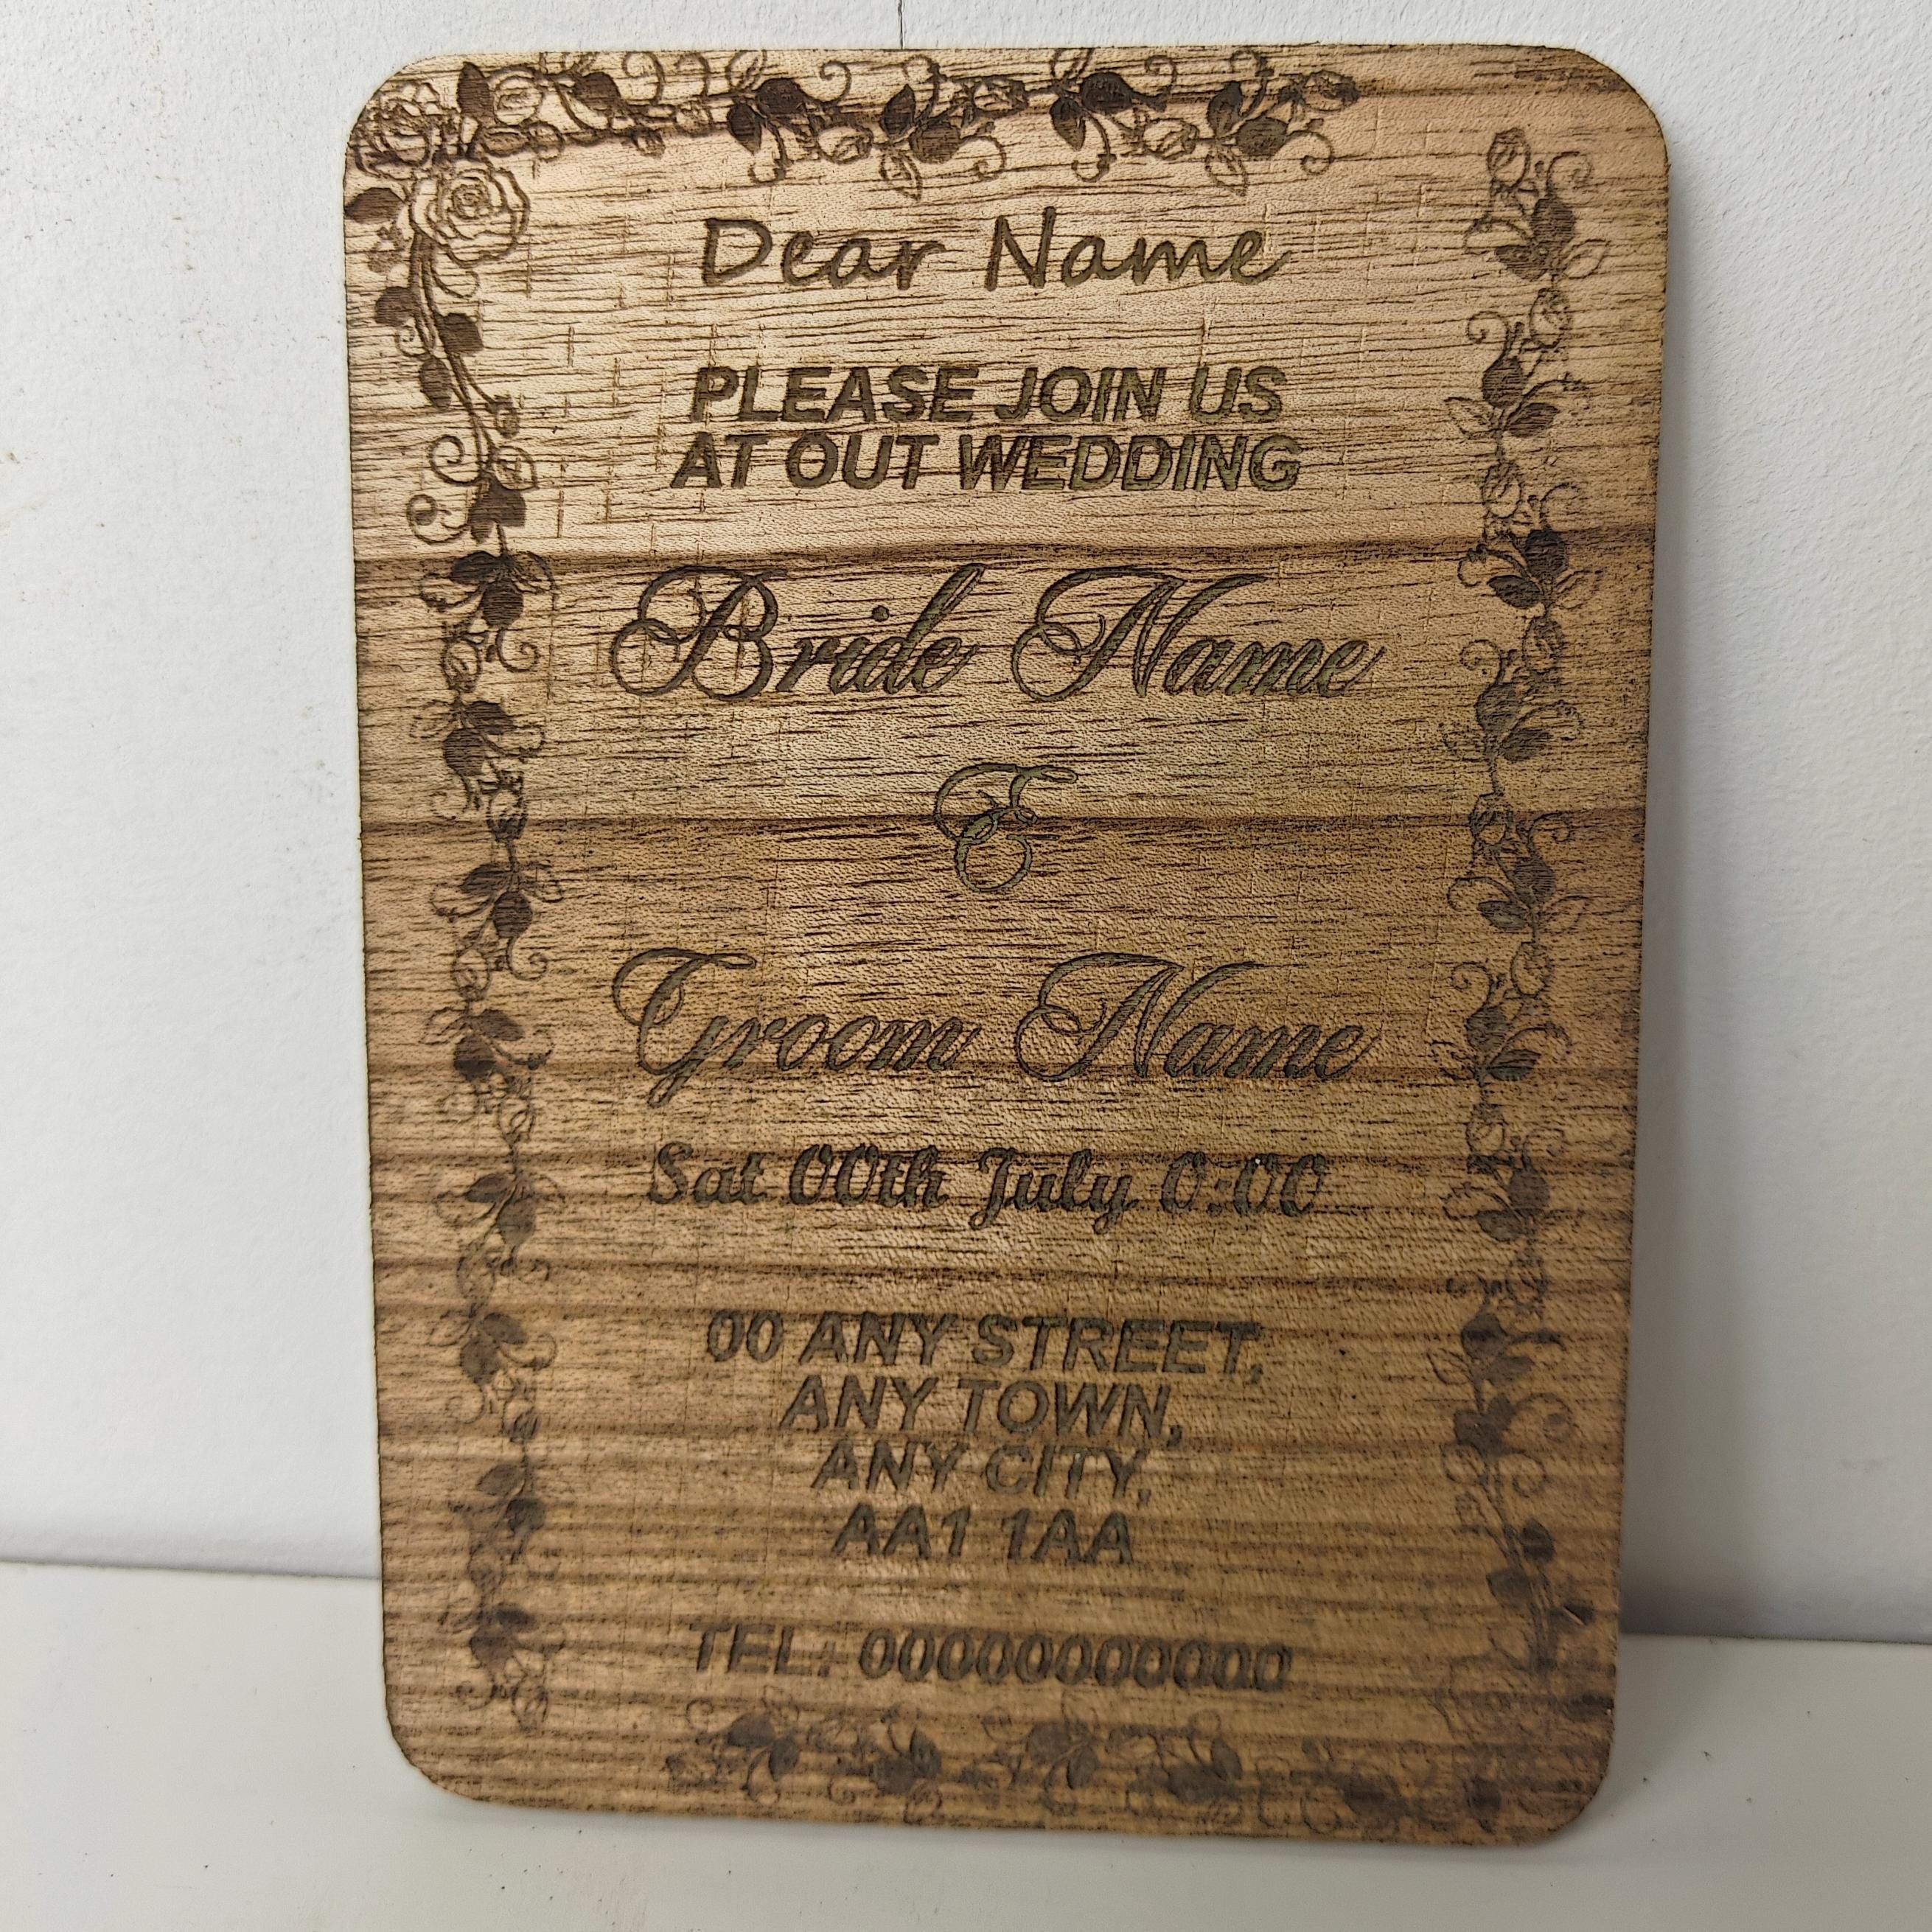 Dear Name
PLEASE JOIN US
AT OUT WEDDING
Bride Name
&
Groom Name
Sat 00th July 0:00
00 ANY STREET,
ANY TOWN,
ANY CITY,
AA1 1AA
TEL: 00000000000